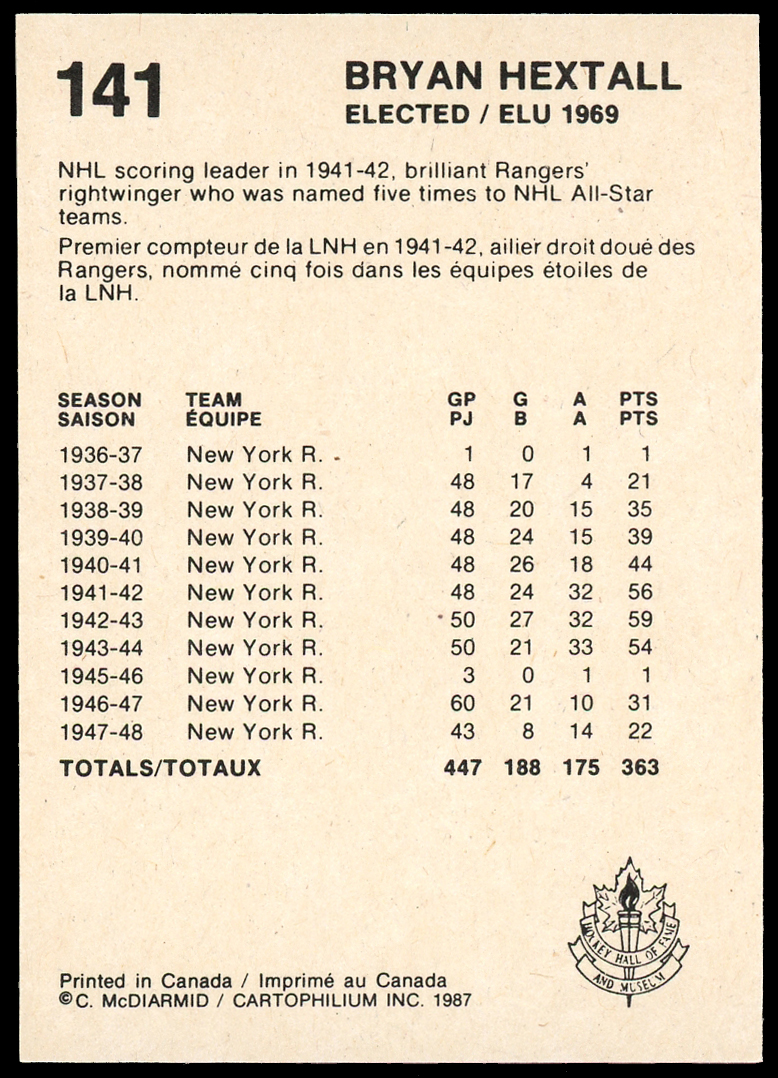 141
BRYAN HEXTALL
ELECTED / ELU 1969
NHL scoring leader in 1941-42, brilliant Rangers'
rightwinger who was named five times to NHL All-Star
teams.
Premier compteur de la LNH en 1941-42, ailier droit doué des
Rangers, nommé cinq fois dans les équipes étoiles de
la LNH.
SEASON TEAM GP G A PTS
SAISON ÉQUIPE PJ B A PTS
1936-37 New York R. 1 0 1 1
1937-38 New York R. 48 17 4 21
1938-39 New York R. 48 20 15 35
1939-40 New York R. 48 24 15 39
1940-41 New York R. 48 26 18 44
1941-42 New York R. 48 24 32 56
1942-43 New York R. 50 27 32 59
1943-44 New York R. 50 21 33 54
1945-46 New York R. 3 0 1 1
1946-47 New York R. 60 21 10 31
1947-48 New York R. 43 8 14 22
TOTALS/TOTAUX 447 188 175 363
HOCKEY HALL OF FAME
AND MUSEUM
Printed in Canada / Imprimé au Canada
©C. McDIARMID / CARTOPHILIUM INC. 1987